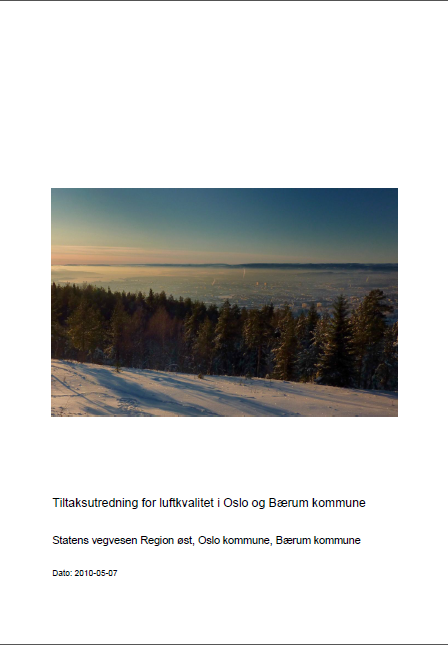 Tiltaksutredning for luftkvalitet i Oslo og Bærum kommune
Statens vegvesen Region øst, Oslo kommune, Bærum kommune
Dato: 2010-05-07